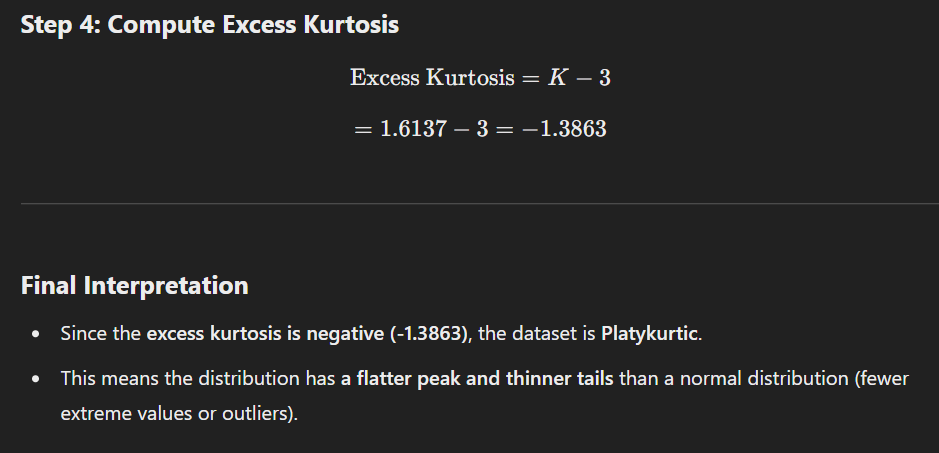 Step 4: Compute Excess Kurtosis
Excess Kurtosis = K − 3
= 1.6137 − 3 = −1.3863
Final Interpretation
• Since the excess kurtosis is negative (-1.3863), the dataset is Platykurtic.
• This means the distribution has a flatter peak and thinner tails than a normal distribution (fewer
extreme values or outliers).